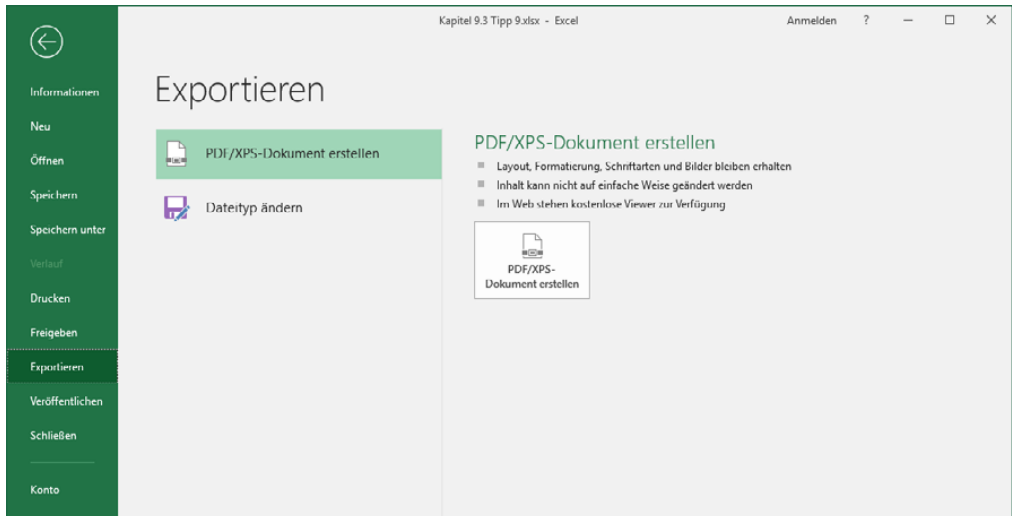 Kapitel 9.3 Tipp 9.xlsx - Excel
Anmelden ?
Informationen
Neu
Öffnen
Speichern
Speichern unter
Verlauf
Drucken
Freigeben
Exportieren
Veröffentlichen
Schließen
Konto
Exportieren
PDF/XPS-Dokument erstellen
Dateityp ändern
PDF/XPS-Dokument erstellen
Layout, Formatierung, Schriftarten und Bilder bleiben erhalten
Inhalt kann nicht auf einfache Weise geändert werden
Im Web stehen kostenlose Viewer zur Verfügung
PDF/XPS-
Dokument erstellen